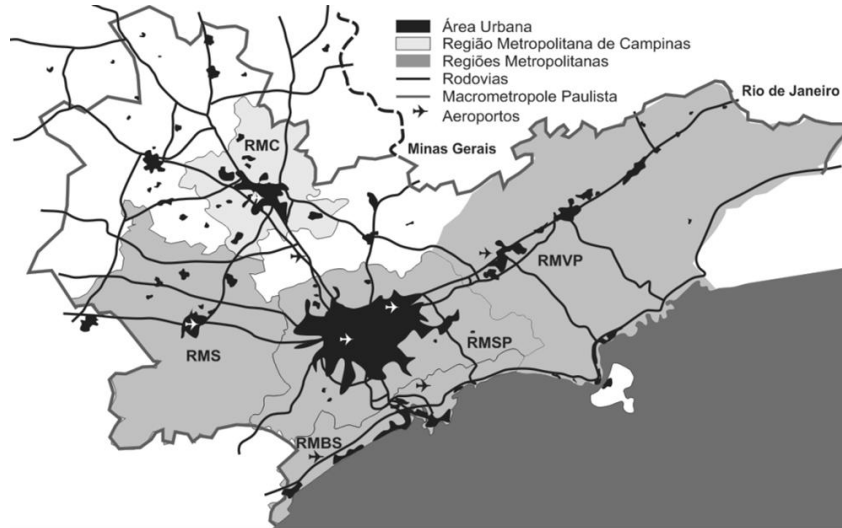 Área Urbana
Região Metropolitana de Campinas
Regiões Metropolitanas
Rodovias
Macrometropole Paulista
Aeroportos
Rio de Janeiro
Minas Gerais
RMC
RMVP
RMSP
RMS
RMBS